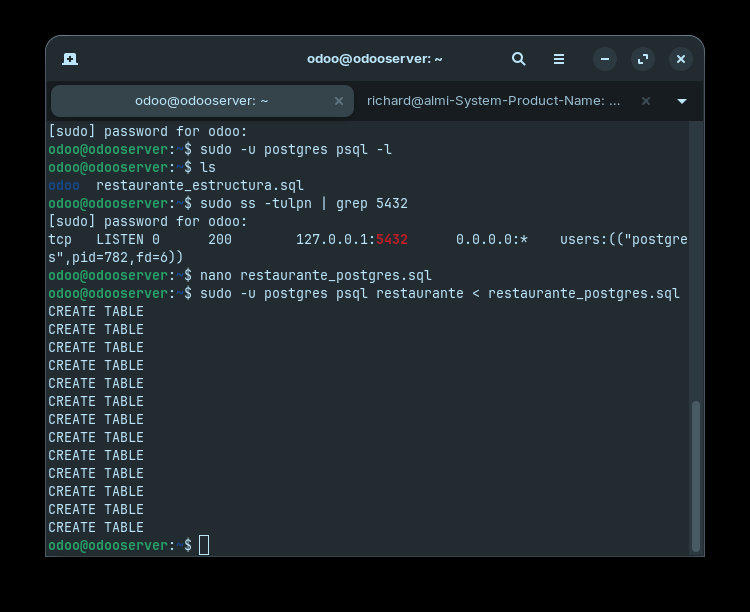 odoo@odooserver: ~
odoo@odooserver: ~
richard@almi-System-Product-Name: ...
[sudo] password for odoo:
odoo@odooserver:~$ sudo -u postgres psql -l
odoo@odooserver:~$ ls
odoo  restaurante_estructura.sql
odoo@odooserver:~$ sudo ss -tulpn | grep 5432
[sudo] password for odoo:
tcp   LISTEN 0      200        127.0.0.1:5432      0.0.0.0:*    users:(("postgre
s",pid=782,fd=6))
odoo@odooserver:~$ nano restaurante_postgres.sql
odoo@odooserver:~$ sudo -u postgres psql restaurante < restaurante_postgres.sql
CREATE TABLE
CREATE TABLE
CREATE TABLE
CREATE TABLE
CREATE TABLE
CREATE TABLE
CREATE TABLE
CREATE TABLE
CREATE TABLE
CREATE TABLE
CREATE TABLE
CREATE TABLE
CREATE TABLE
odoo@odooserver:~$